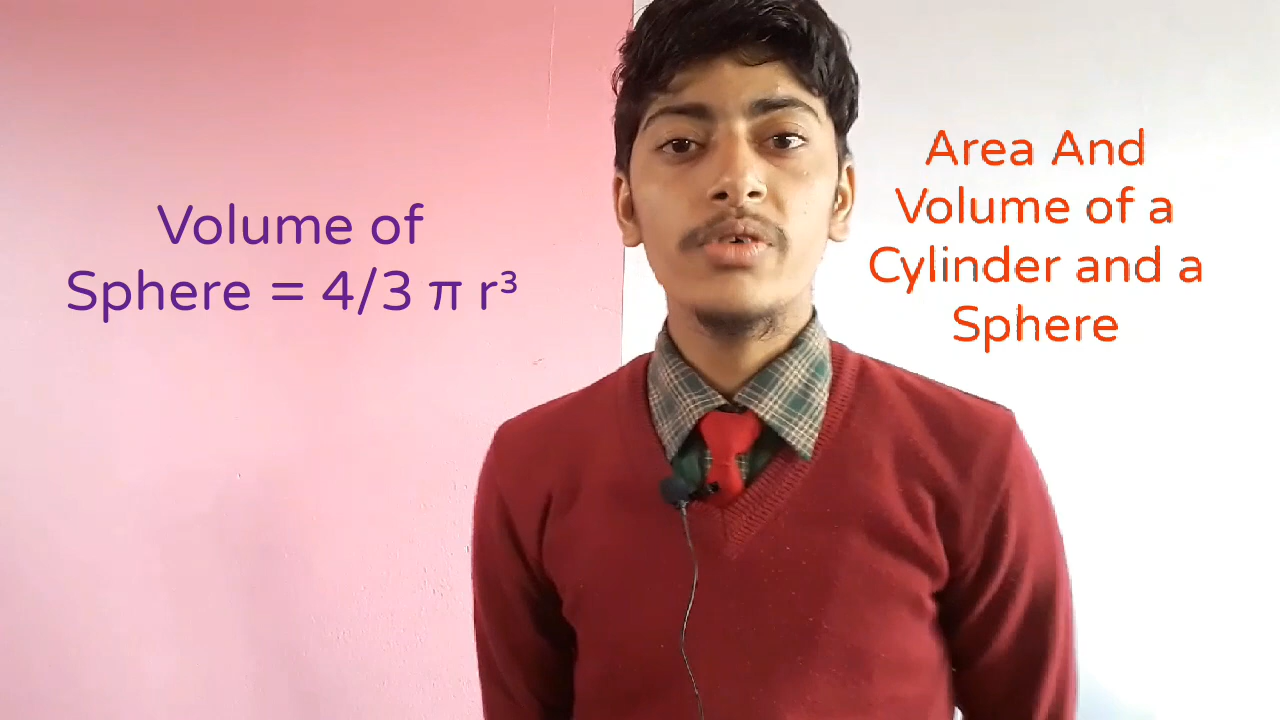 Volume of
Sphere = 4/3 π r³
Area And
Volume of a
Cylinder and a
Sphere